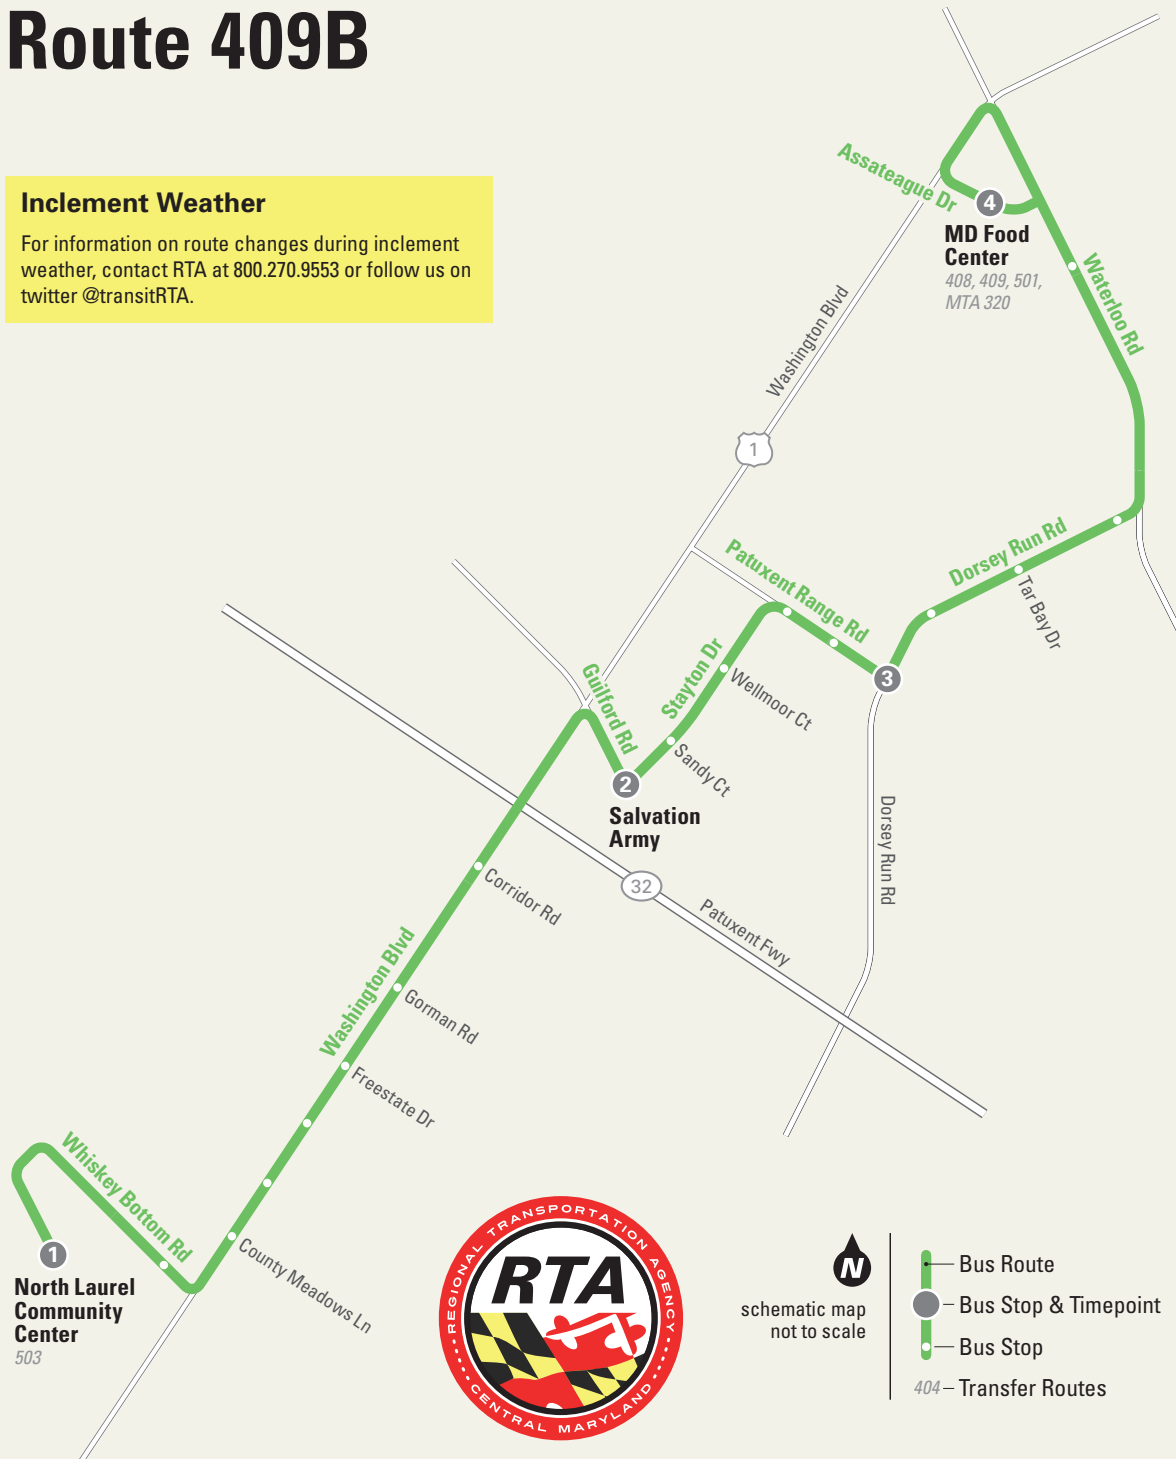 Route 409B
Inclement Weather
For information on route changes during inclement
weather, contact RTA at 800.270.9553 or follow us on
twitter @transitRTA.
Assateague Dr
4
MD Food
Center
408, 409, 501,
MTA 320
Waterloo Rd
Washington Blvd
1
Patuxent Range Rd
Dorsey Run Rd
Tar Bay Dr
Guilford Rd
Stayton Dr
Wellmoor Ct
3
Sandy Ct
2
Salvation
Army
Dorsey Run Rd
32
Patuxent Fwy
Corridor Rd
Washington Blvd
Gorman Rd
Freestate Dr
Whiskey Bottom Rd
County Meadows Ln
1
North Laurel
Community
Center
503
REGIONAL TRANSPORTATION AGENCY
RTA
CENTRAL MARYLAND
N
schematic map
not to scale
Bus Route
Bus Stop & Timepoint
Bus Stop
404 – Transfer Routes